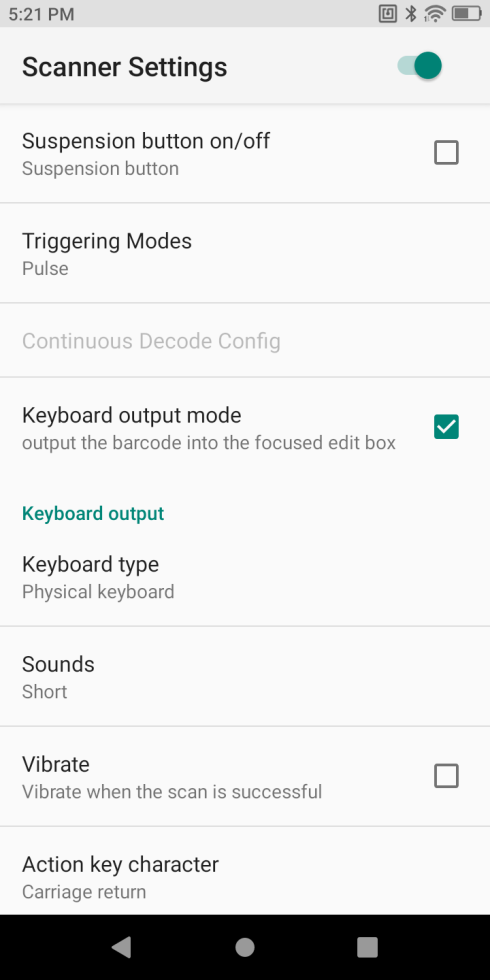 5:21 PM
Scanner Settings
Suspension button on/off
Suspension button
Triggering Modes
Pulse
Continuous Decode Config
Keyboard output mode
output the barcode into the focused edit box
Keyboard output
Keyboard type
Physical keyboard
Sounds
Short
Vibrate
Vibrate when the scan is successful
Action key character
Carriage return